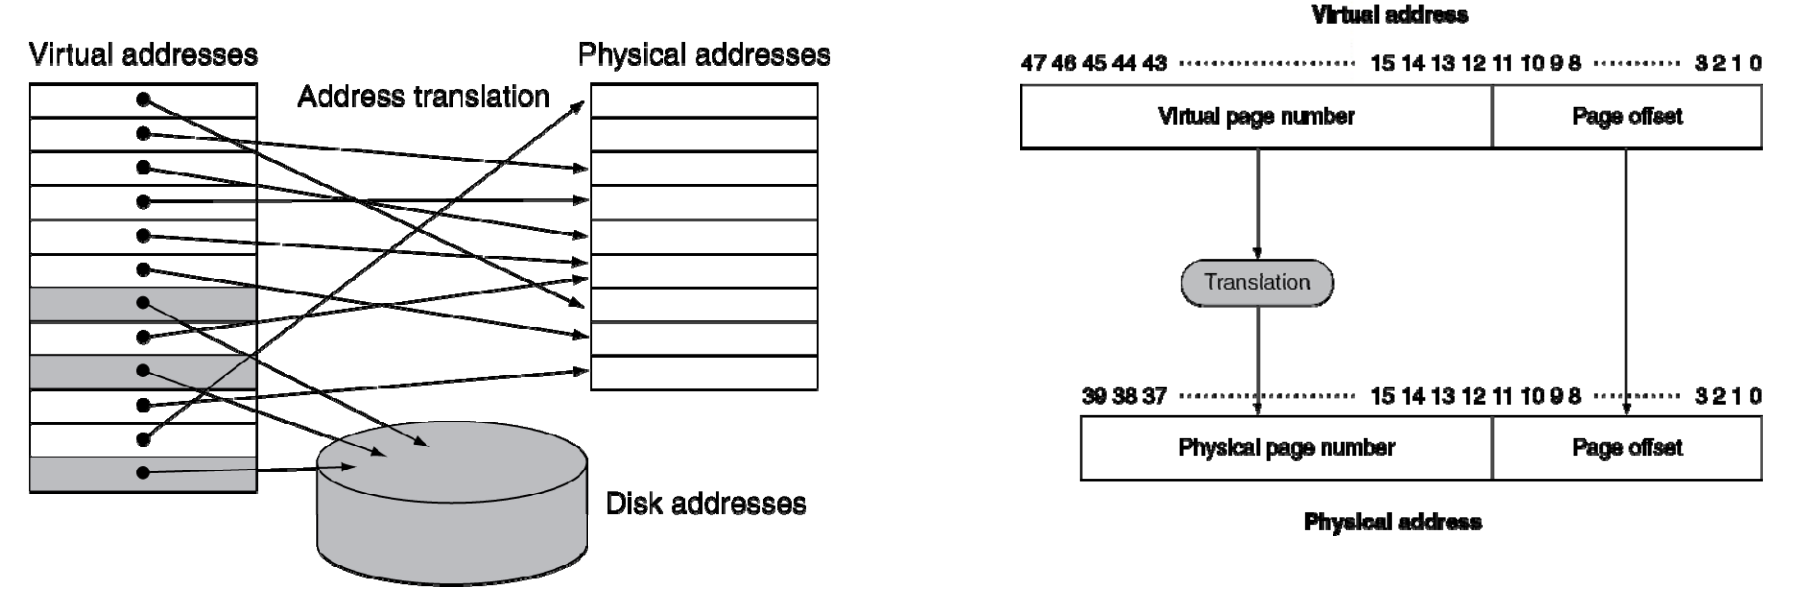 Virtual addresses
Address translation
Physical addresses
Disk addresses
Virtual address
47 46 45 44 43 ··················· 15 14 13 12 11 10 9 8 ·········· 3 2 1 0
Virtual page number Page offset
Translation
39 38 37 ··················· 15 14 13 12 11 10 9 8 ·········· 3 2 1 0
Physical page number Page offset
Physical address